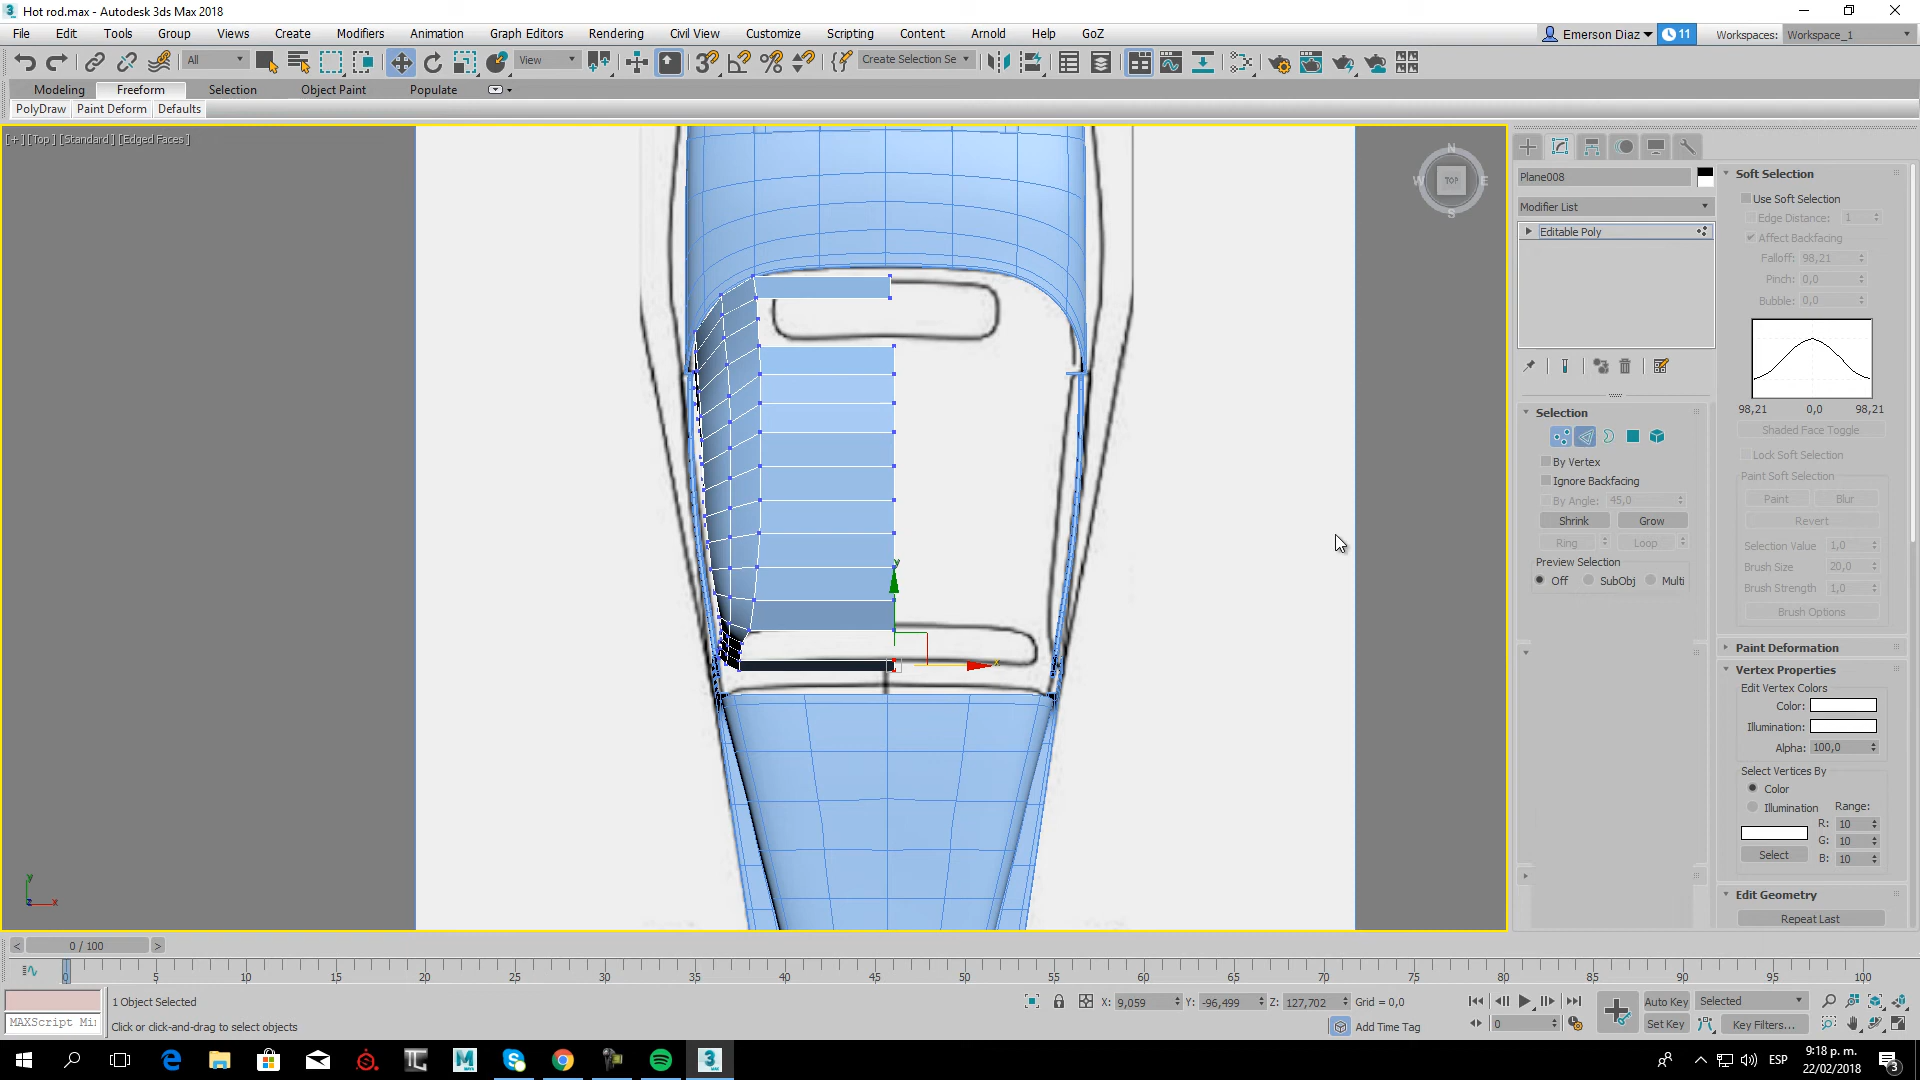 Hot rod.max - Autodesk 3ds Max 2018
File Edit Tools Group Views Create Modifiers Animation Graph Editors Rendering Civil View Customize Scripting Content Arnold Help GoZ
Emerson Diaz 11 Workspaces: Workspace_1
All View Create Selection Se
Modeling Freeform Selection Object Paint Populate
PolyDraw Paint Deform Defaults
[+] [Top] [Standard] [Edged Faces]
N
W TOP E
S
Plane008
Modifier List
Editable Poly
Selection
By Vertex
Ignore Backfacing
By Angle: 45,0
Shrink Grow
Ring Loop
Preview Selection
Off SubObj Multi
Soft Selection
Use Soft Selection
Edge Distance: 1
Affect Backfacing
Falloff: 98,21
Pinch: 0,0
Bubble: 0,0
98,21 0,0 98,21
Shaded Face Toggle
Lock Soft Selection
Paint Soft Selection
Paint Blur
Revert
Selection Value 1,0
Brush Size 20,0
Brush Strength 1,0
Brush Options
Paint Deformation
Vertex Properties
Edit Vertex Colors
Color:
Illumination:
Alpha: 100,0
Select Vertices By
Color
Illumination Range:
R: 10
G: 10
Select B: 10
Edit Geometry
Repeat Last
y
x
y
z x
< 0 / 100 >
0 5 10 15 20 25 30 35 40 45 50 55 60 65 70 75 80 85 90 95 100
1 Object Selected
X: 9,059 Y: -96,499 Z: 127,702 Grid = 0,0
Auto Key Selected
MAXScript Mi
Click or click-and-drag to select objects
Add Time Tag
0
Set Key Key Filters...
ESP
9:18 p. m.
22/02/2018
3